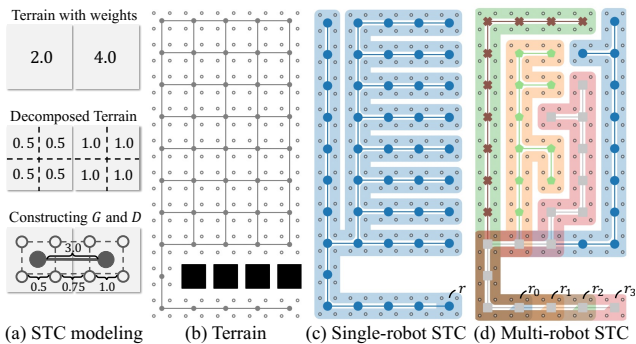 Terrain with weights
2.0 4.0
Decomposed Terrain
0.5 0.5 1.0 1.0
0.5 0.5 1.0 1.0
Constructing G and D
3.0
0.5 0.75 1.0
r
r0 r1 r2 r3
(a) STC modeling (b) Terrain (c) Single-robot STC (d) Multi-robot STC